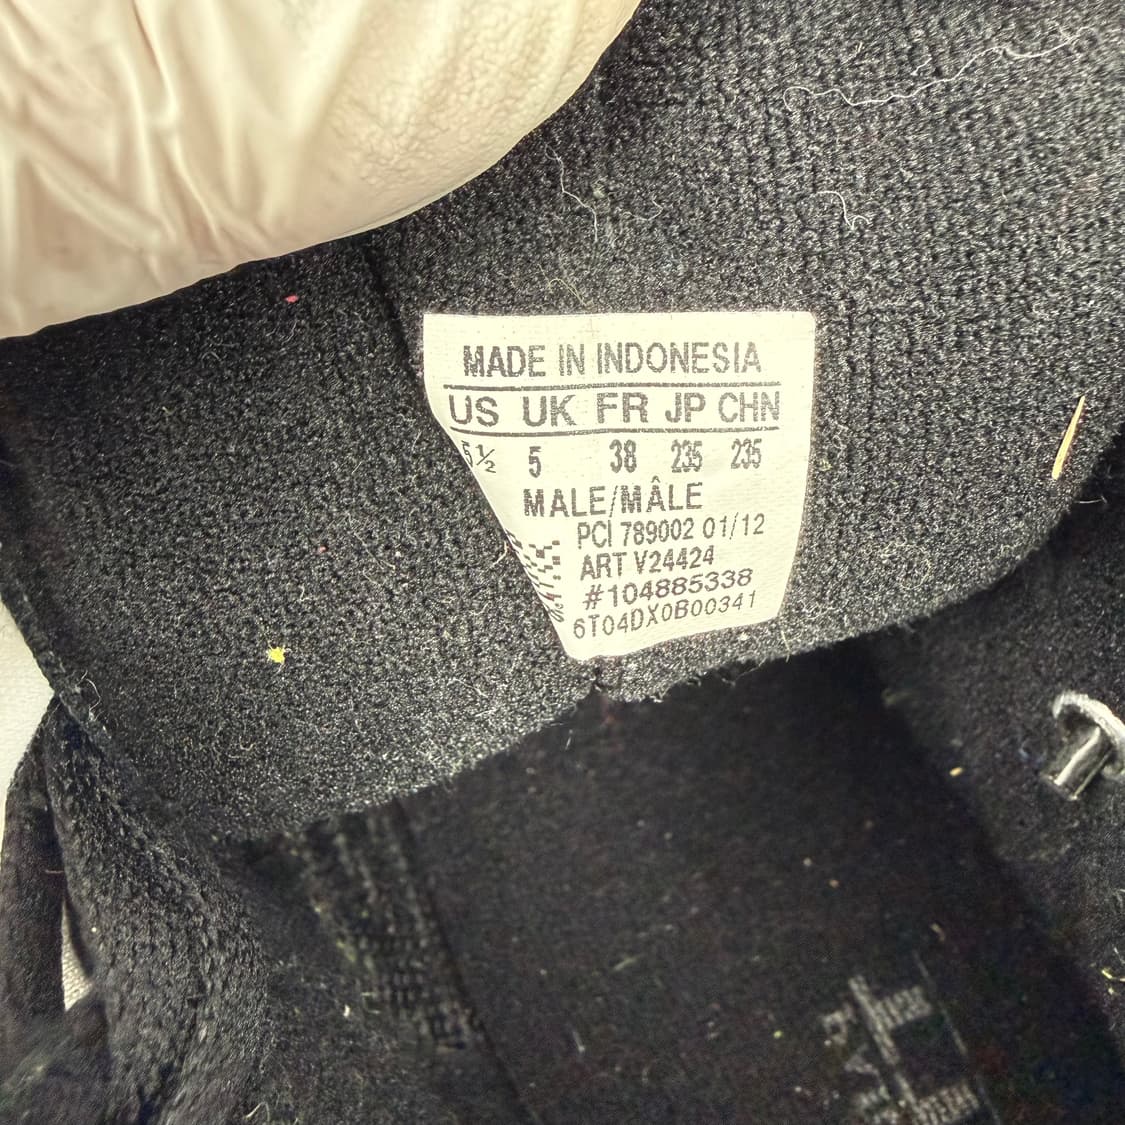 MADE IN INDONESIA
US UK FR JP CHN
5½ 5 38 235 235
MALE/MÂLE
PCI 789002 01/12
ART V24424
#104885338
6T04DX0B00341